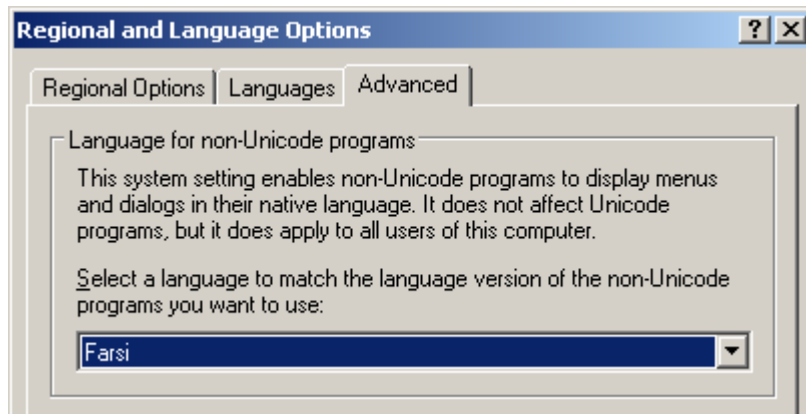 Regional and Language Options
Regional Options Languages Advanced
Language for non-Unicode programs
This system setting enables non-Unicode programs to display menus
and dialogs in their native language. It does not affect Unicode
programs, but it does apply to all users of this computer.
Select a language to match the language version of the non-Unicode
programs you want to use:
Farsi